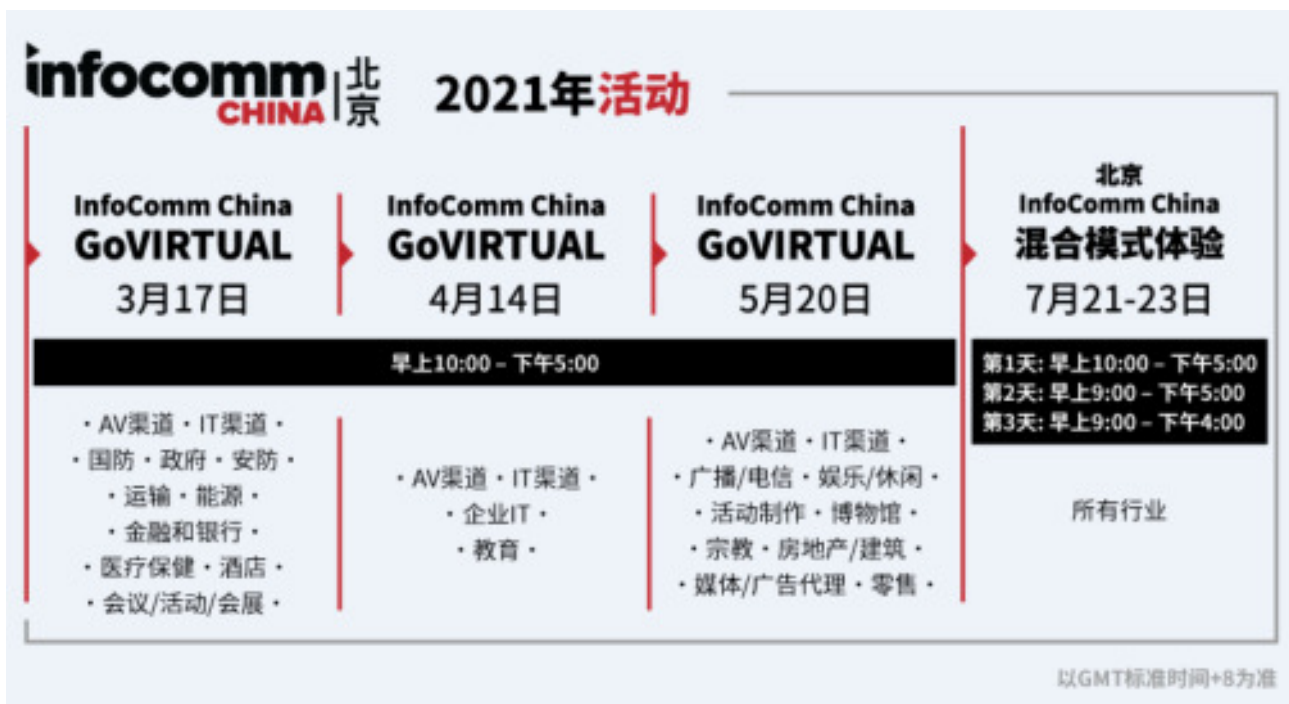 infocomm CHINA 北京
2021年活动
InfoComm China
GoVIRTUAL
3月17日
InfoComm China
GoVIRTUAL
4月14日
InfoComm China
GoVIRTUAL
5月20日
早上10:00 – 下午5:00
· AV渠道 · IT渠道 ·
· 国防 · 政府 · 安防 ·
· 运输 · 能源 ·
· 金融和银行 ·
· 医疗保健 · 酒店 ·
· 会议/活动/会展 ·
· AV渠道 · IT渠道 ·
· 企业IT ·
· 教育 ·
· AV渠道 · IT渠道 ·
· 广播/电信 · 娱乐/休闲 ·
· 活动制作 · 博物馆 ·
· 宗教 · 房地产/建筑 ·
· 媒体/广告代理 · 零售 ·
北京
InfoComm China
混合模式体验
7月21-23日
第1天: 早上10:00 – 下午5:00
第2天: 早上9:00 – 下午5:00
第3天: 早上9:00 – 下午4:00
所有行业
以GMT标准时间+8为准